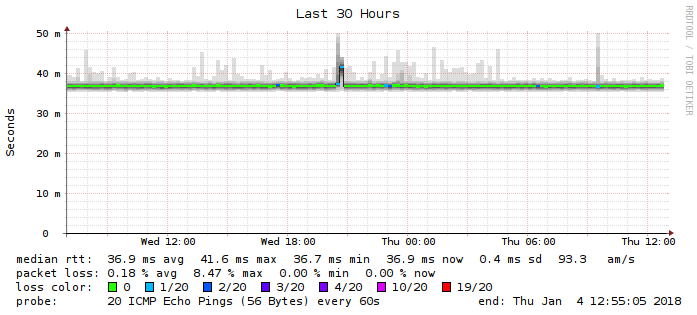 Last 30 Hours
RRDTOOL / TOBI OETIKER
Seconds
50 m
40 m
30 m
20 m
10 m
0
Wed 12:00 Wed 18:00 Thu 00:00 Thu 06:00 Thu 12:00
median rtt: 36.9 ms avg 41.6 ms max 36.7 ms min 36.9 ms now 0.4 ms sd 93.3 am/s
packet loss: 0.18 % avg 8.47 % max 0.00 % min 0.00 % now
loss color: 0 1/20 2/20 3/20 4/20 10/20 19/20
probe: 20 ICMP Echo Pings (56 Bytes) every 60s end: Thu Jan 4 12:55:05 2018